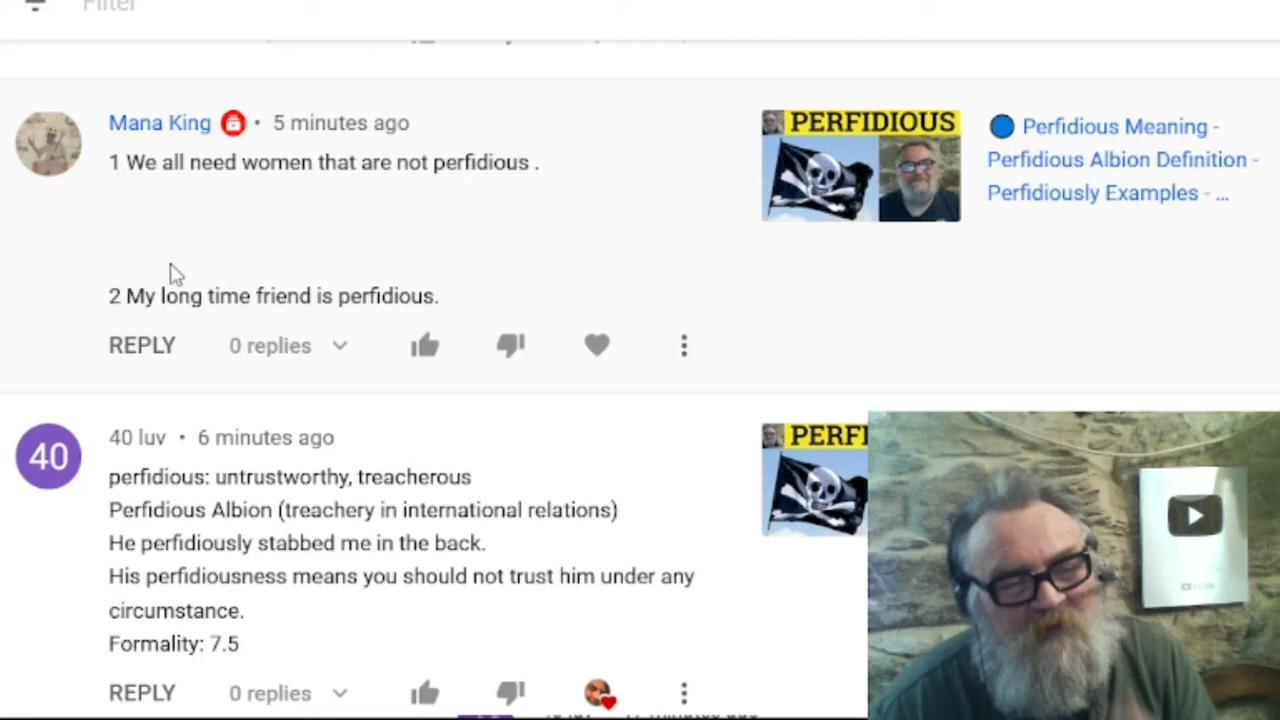 Filter
Mana King • 5 minutes ago
1 We all need women that are not perfidious .
2 My long time friend is perfidious.
REPLY 0 replies
PERFIDIOUS
Perfidious Meaning -
Perfidious Albion Definition -
Perfidiously Examples - ...
40
40 luv • 6 minutes ago
perfidious: untrustworthy, treacherous
Perfidious Albion (treachery in international relations)
He perfidiously stabbed me in the back.
His perfidiousness means you should not trust him under any
circumstance.
Formality: 7.5
REPLY 0 replies
PERFI